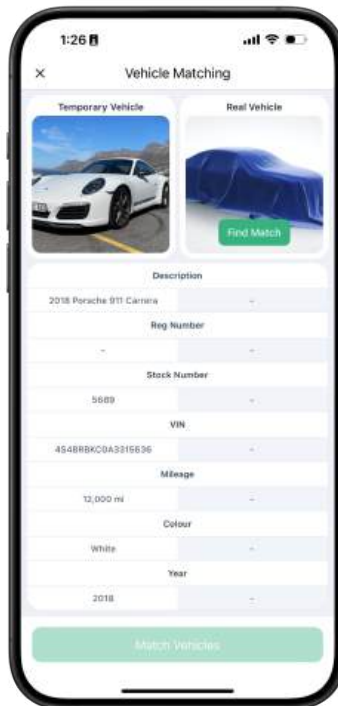 1:26
Vehicle Matching
Temporary Vehicle Real Vehicle
Find Match
Description
2018 Porsche 911 Carrera -
Reg Number
- -
Stock Number
5689 -
VIN
4S4BRBKC0A3315636 -
Mileage
12,000 mi -
Colour
White -
Year
2018 -
Match Vehicles